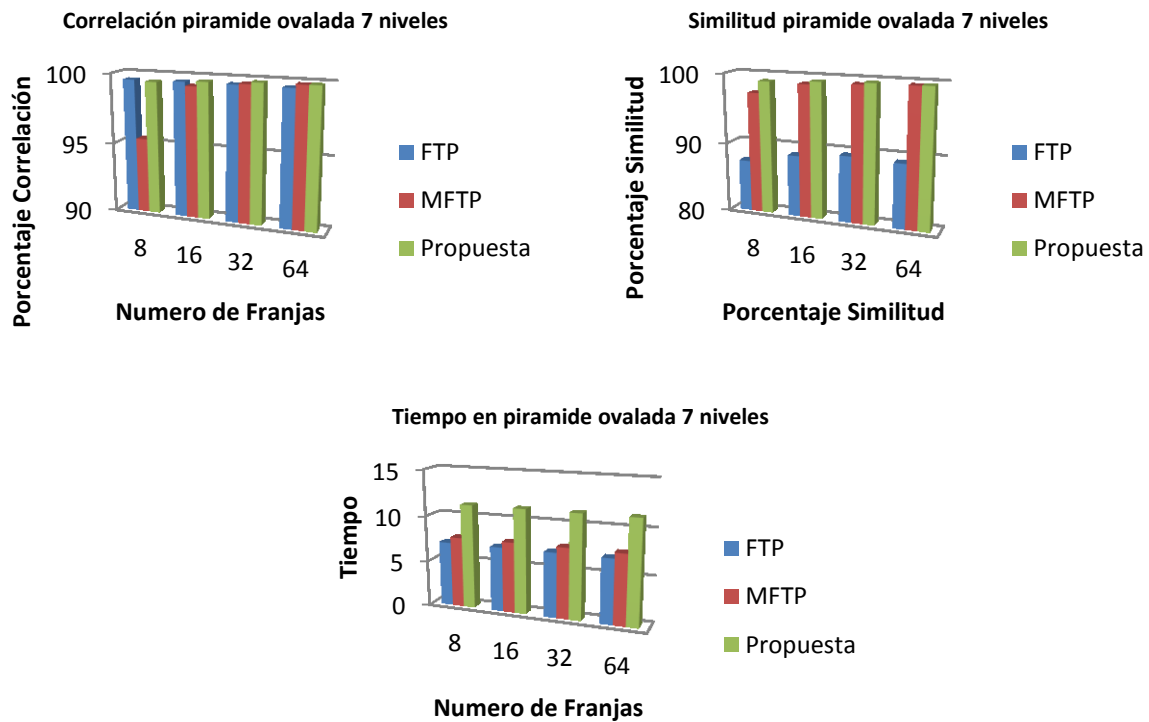 Correlación piramide ovalada 7 niveles
Porcentaje Correlación
100
95
90
8 16 32 64
Numero de Franjas
FTP
MFTP
Propuesta
Similitud piramide ovalada 7 niveles
Porcentaje Similitud
100
90
80
8 16 32 64
Porcentaje Similitud
FTP
MFTP
Propuesta
Tiempo en piramide ovalada 7 niveles
Tiempo
15
10
5
0
8 16 32 64
Numero de Franjas
FTP
MFTP
Propuesta